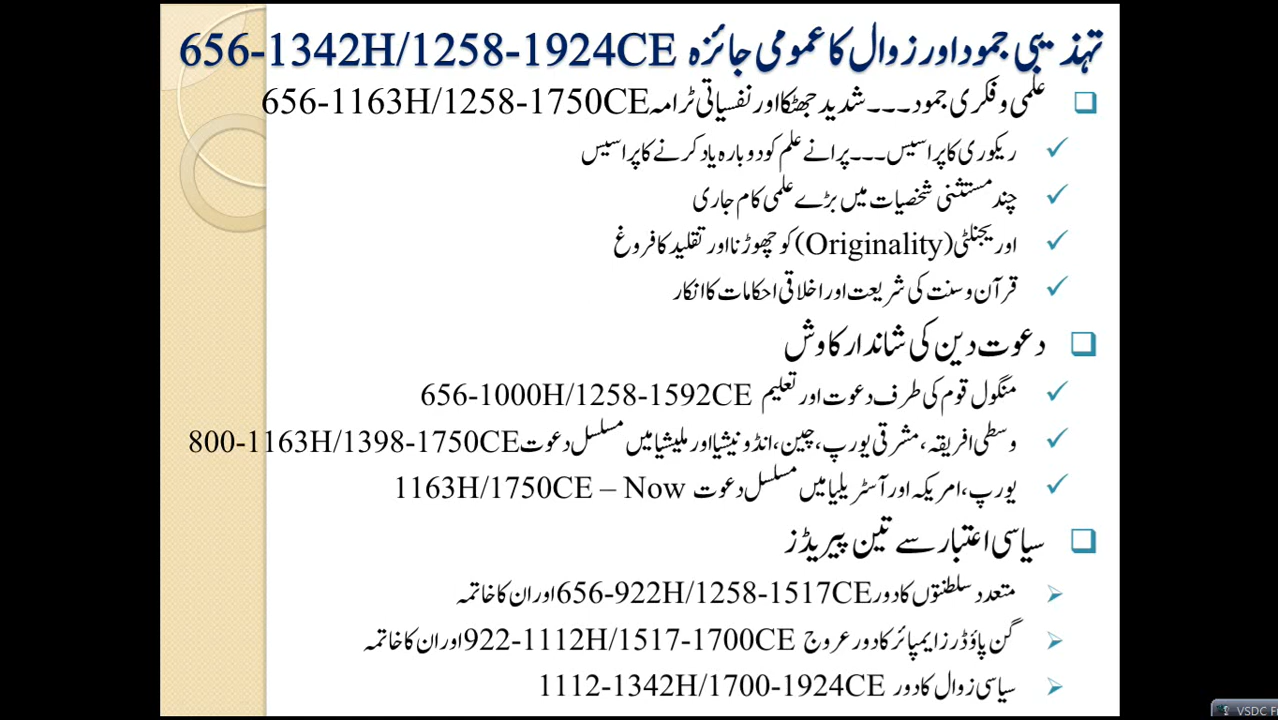 تہذیبی جمود اور زوال کا عمومی جائزہ 656-1342H/1258-1924CE
علمی و فکری جمود۔۔۔شدید جھٹکا اور نفسیاتی ٹرامہ 656-1163H/1258-1750CE
ریکوری کا پراسیس۔۔۔پرانے علم کو دوبارہ یاد کرنے کا پراسیس
چند مستثنی شخصیات میں بڑے علمی کام جاری
اوریجنلٹی (Originality) کو چھوڑنا اور تقلید کا فروغ
قرآن و سنت کی شریعت اور اخلاقی احکامات کا انکار
دعوت دین کی شاندار کاوش
منگول قوم کی طرف دعوت اور تعلیم 656-1000H/1258-1592CE
وسطی افریقہ، مشرقی یورپ، چین، انڈونیشیا اور ملیشیا میں مسلسل دعوت 800-1163H/1398-1750CE
یورپ، امریکہ اور آسٹریلیا میں مسلسل دعوت 1163H/1750CE – Now
سیاسی اعتبار سے تین پیریڈز
متعدد سلطنتوں کا دور 656-922H/1258-1517CE اور ان کا خاتمہ
گن پاؤڈرز ایمپائر کا دور عروج 922-1112H/1517-1700CE اور ان کا خاتمہ
سیاسی زوال کا دور 1112-1342H/1700-1924CE
VSDC